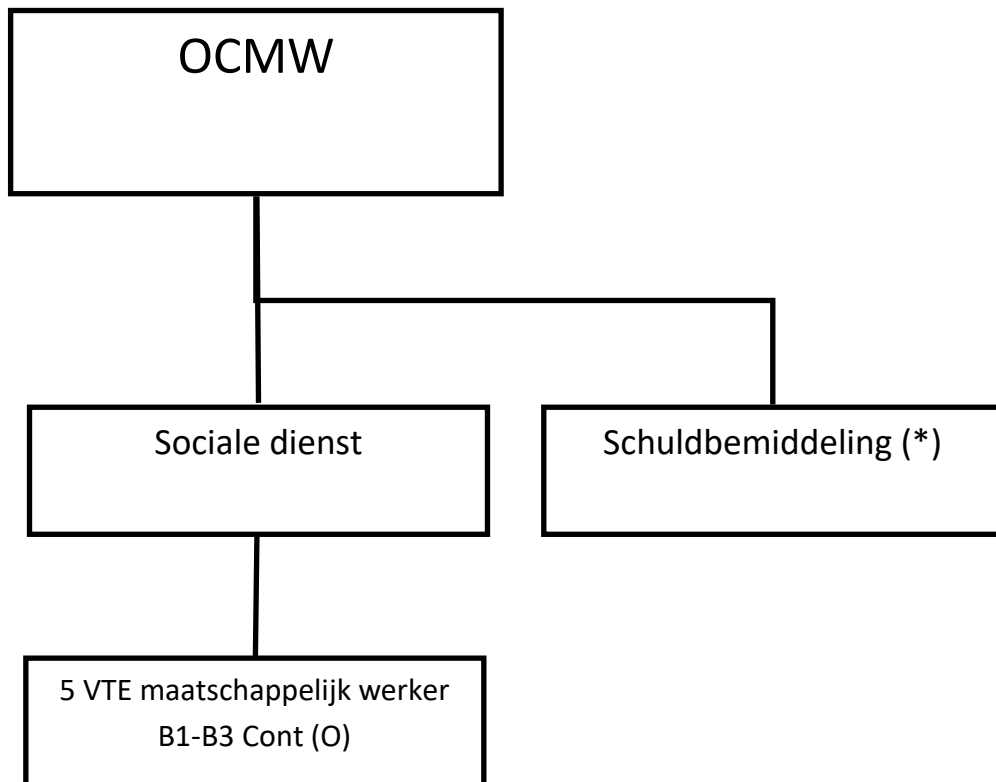 OCMW
Sociale dienst
Schuldbemiddeling (*)
5 VTE maatschappelijk werker
B1-B3 Cont (O)